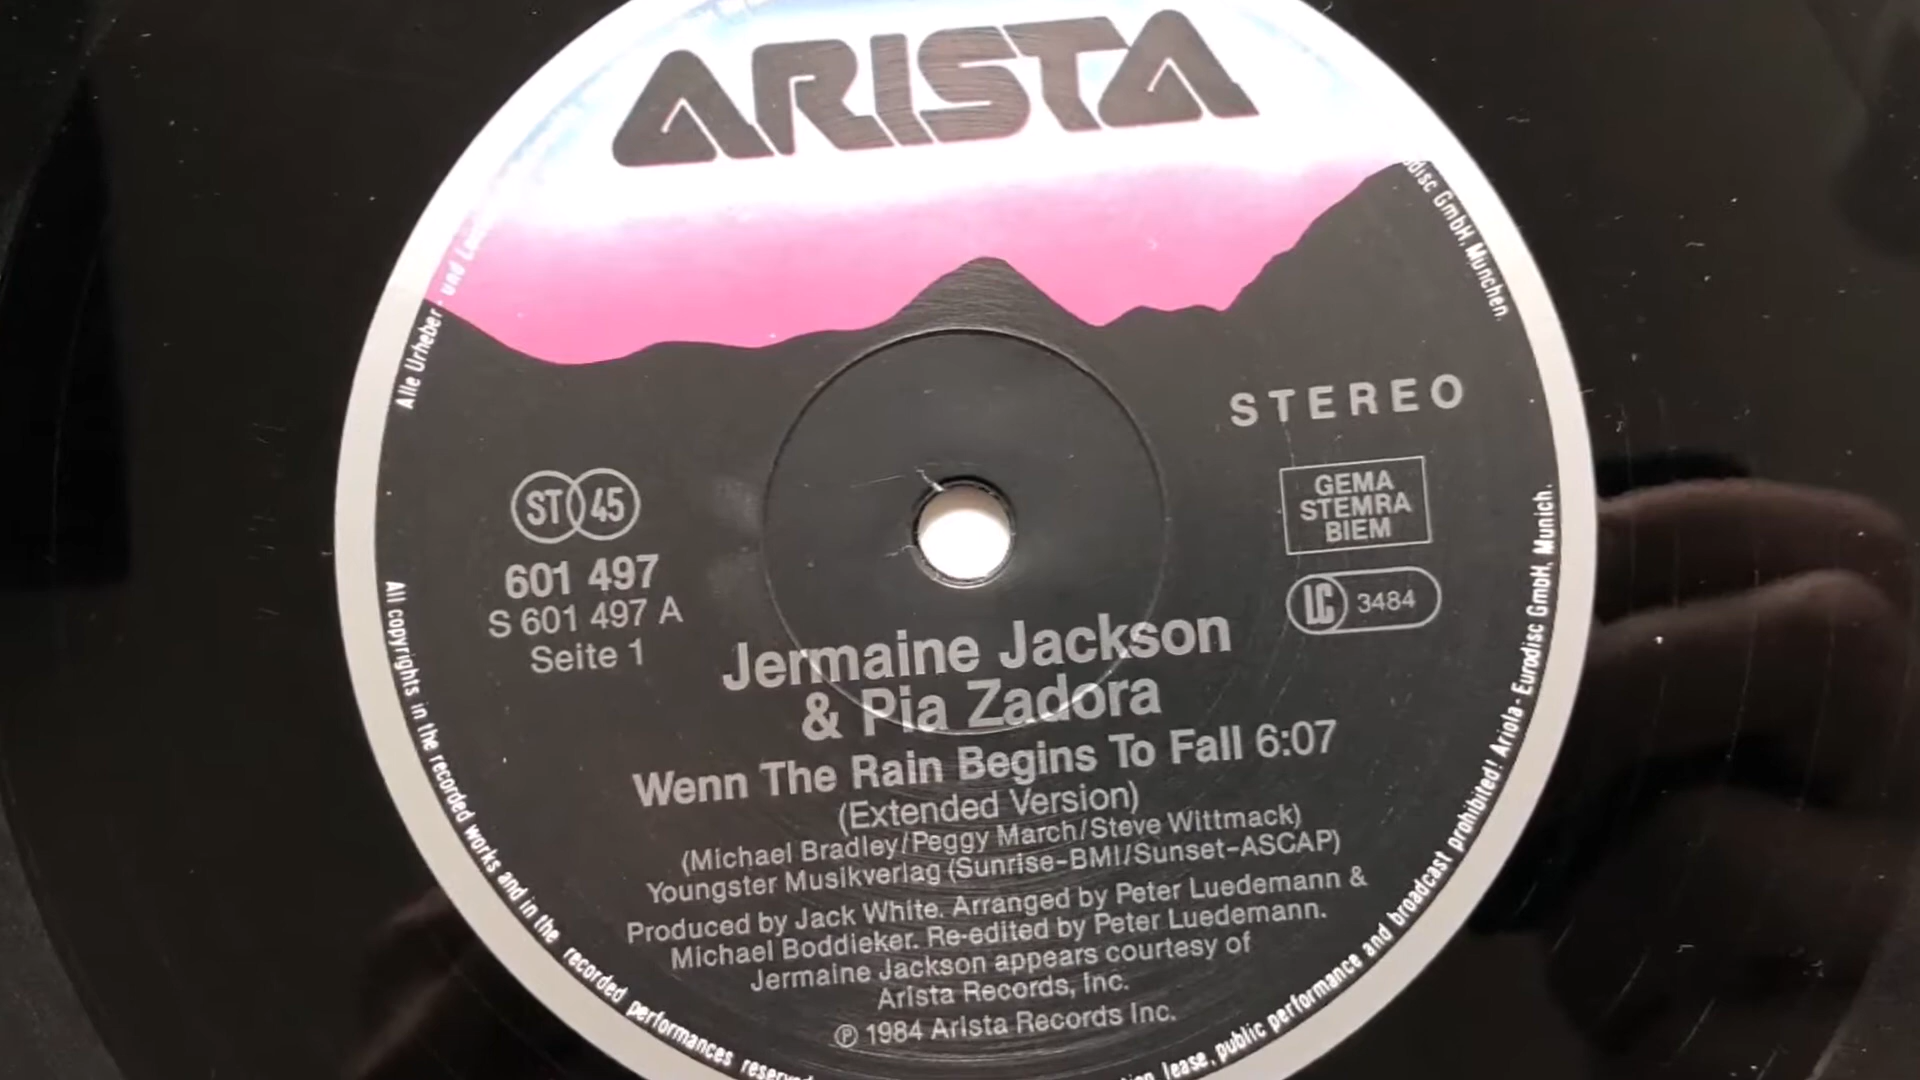 ARISTA
STEREO
ST 45
601 497
S 601 497 A
Seite 1
GEMA
STEMRA
BIEM
LC 3484
Jermaine Jackson
& Pia Zadora
Wenn The Rain Begins To Fall 6:07
(Extended Version)
(Michael Bradley/Peggy March/Steve Wittmack)
Youngster Musikverlag (Sunrise-BMI/Sunset-ASCAP)
Produced by Jack White. Arranged by Peter Luedemann &
Michael Boddieker. Re-edited by Peter Luedemann.
Jermaine Jackson appears courtesy of
Arista Records, Inc.
℗ 1984 Arista Records Inc.
Alle Urheber- und
GmbH, München.
All copyrights in the recorded works and in the recorded performances
lease, public performance and broadcast prohibited! Ariola-Eurodisc GmbH, Munich.